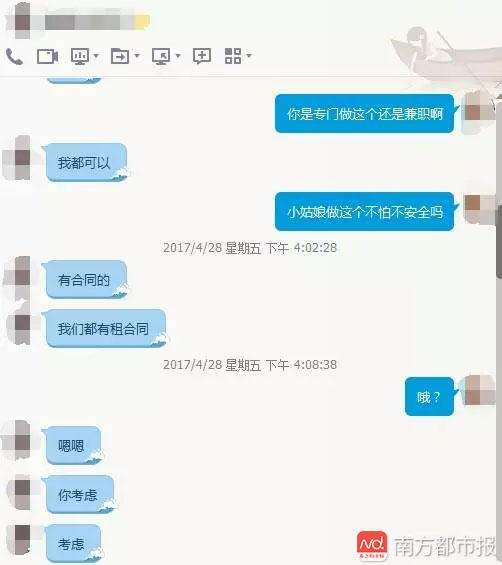 你是专门做这个还是兼职啊
我都可以
小姑娘做这个不怕不安全吗
2017/4/28 星期五 下午 4:02:28
有合同的
我们都有租合同
2017/4/28 星期五 下午 4:08:38
哦？
嗯嗯
你考虑
考虑
南方都市报